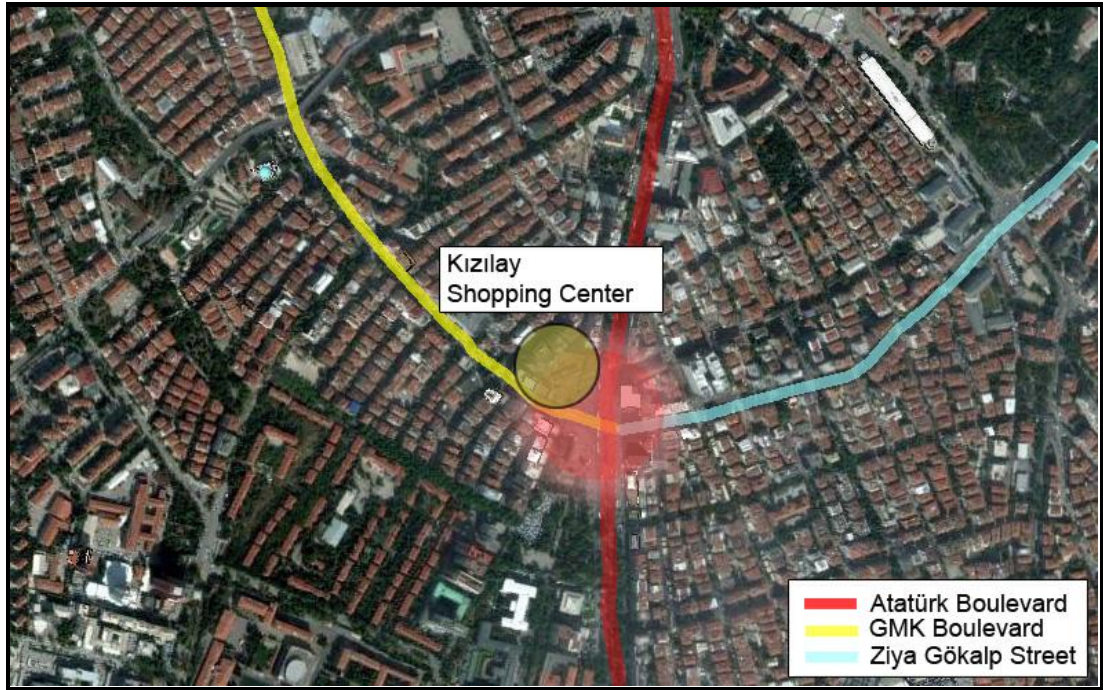 Kızılay
Shopping Center
Atatürk Boulevard
GMK Boulevard
Ziya Gökalp Street